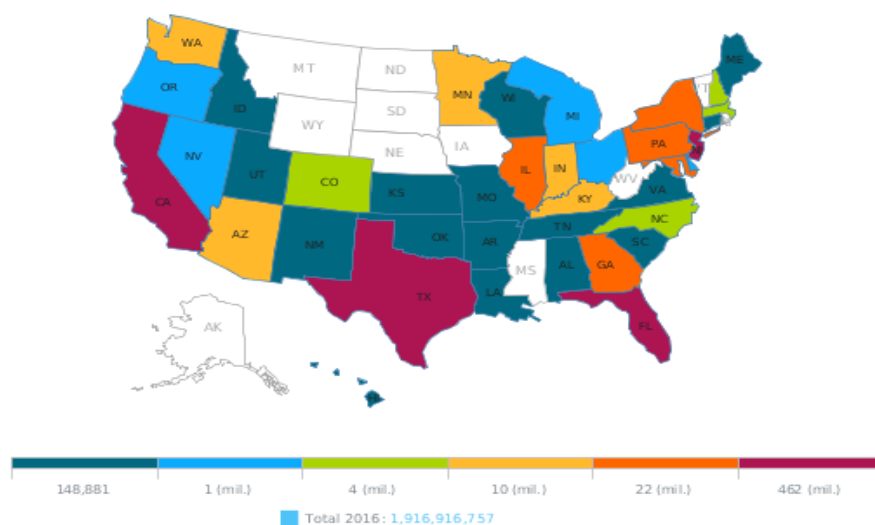 WA
MT
ND
ME
OR
ID
MN
WI
SD
MI
WY
IA
PA
NE
NV
IL
IN
UT
CO
WV
VA
KS
MO
KY
CA
NC
TN
AZ
OK
AR
SC
NM
MS
AL
GA
LA
TX
FL
AK
148,881
1 (mil.)
4 (mil.)
10 (mil.)
22 (mil.)
462 (mil.)
Total 2016: 1,916,916,757